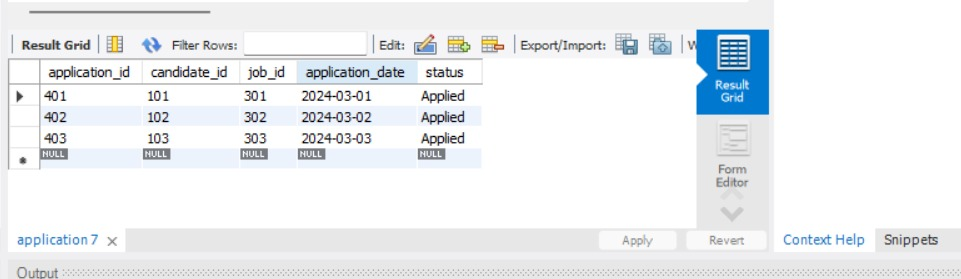 Result Grid Filter Rows: Edit: Export/Import: W
application_id candidate_id job_id application_date status
401 101 301 2024-03-01 Applied
402 102 302 2024-03-02 Applied
403 103 303 2024-03-03 Applied
NULL NULL NULL NULL NULL
Result
Grid
Form
Editor
application 7 Apply Revert Context Help Snippets
Output